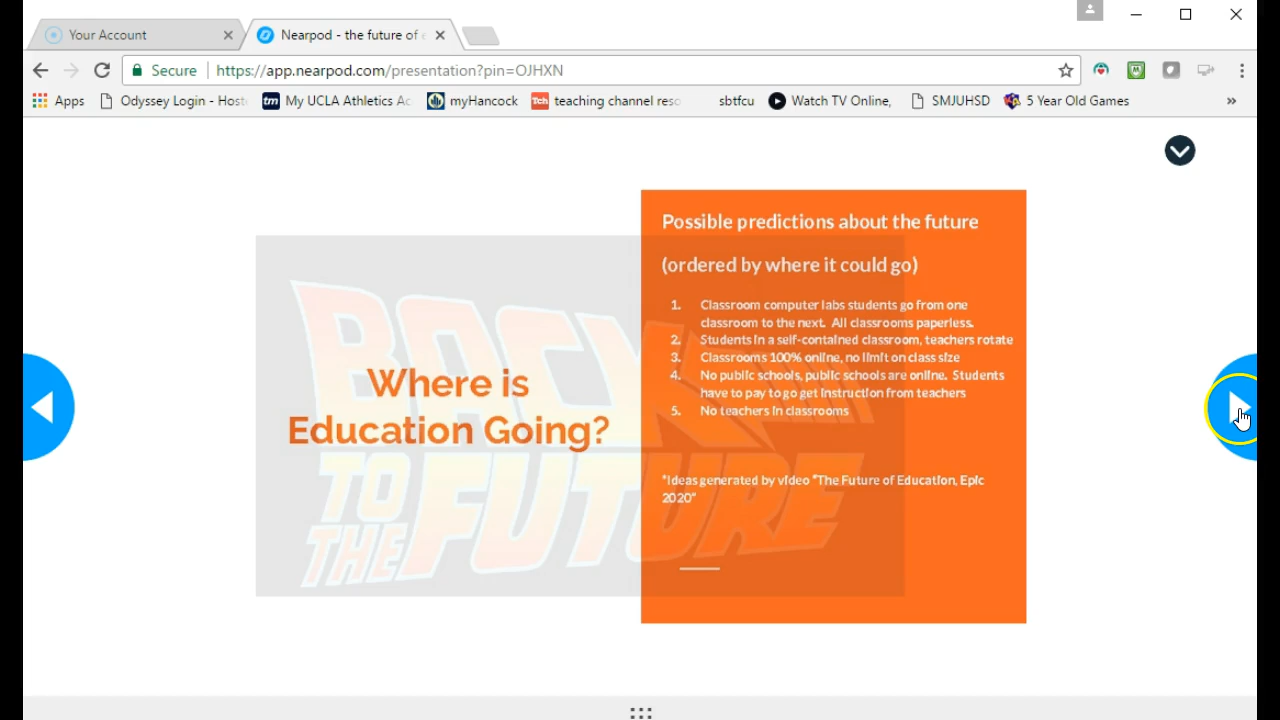 Your Account
Nearpod - the future of e
Secure https://app.nearpod.com/presentation?pin=OJHXN
Apps Odyssey Login - Host tm My UCLA Athletics Ac myHancock Tch teaching channel reso sbtfcu Watch TV Online, SMJUHSD 5 Year Old Games »
Possible predictions about the future
(ordered by where it could go)
1. Classroom computer labs students go from one
classroom to the next. All classrooms paperless.
2. Students in a self-contained classroom, teachers rotate
3. Classrooms 100% online, no limit on class size
4. No public schools, public schools are online. Students
have to pay to go get instruction from teachers
5. No teachers in classrooms
*Ideas generated by video "The Future of Education, Epic
2020"
Where is
Education Going?
BACK
TO
THE FUTURE